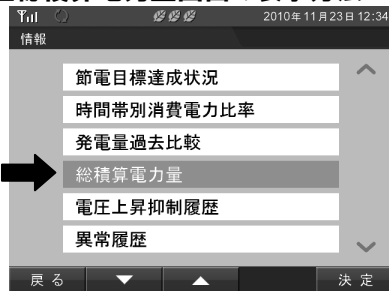 2010年11月23日 12:34
情報
節電目標達成状況
時間帯別消費電力比率
発電量過去比較
総積算電力量
電圧上昇抑制履歴
異常履歴
戻る 決定